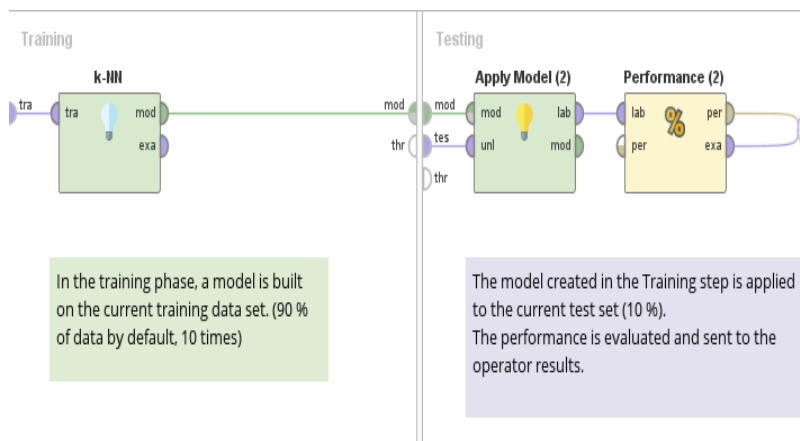 Training
Testing
k-NN
Apply Model (2)
Performance (2)
tra
tra
mod
exa
mod
thr
mod
tes
thr
mod
unl
lab
mod
lab
per
per
exa
%
In the training phase, a model is built
on the current training data set. (90 %
of data by default, 10 times)
The model created in the Training step is applied
to the current test set (10 %).
The performance is evaluated and sent to the
operator results.